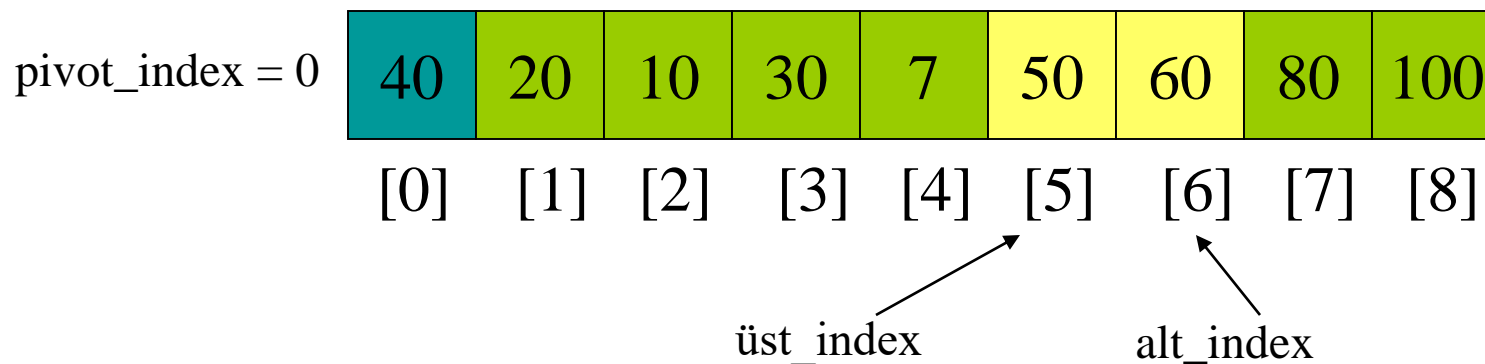 pivot_index = 0 40 20 10 30 7 50 60 80 100
[0] [1] [2] [3] [4] [5] [6] [7] [8]
üst_index alt_index